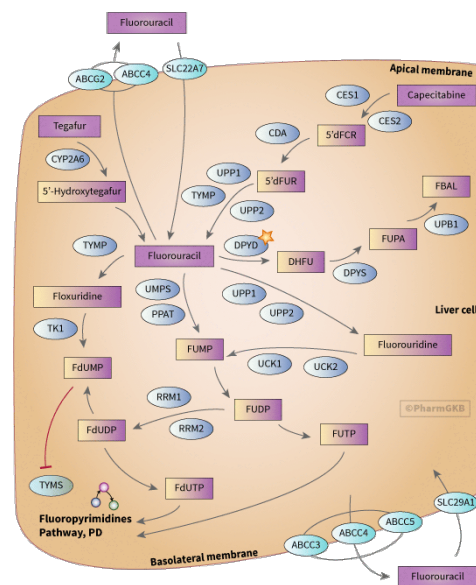 Fluorouracil
ABCG2
ABCC4
SLC22A7
Apical membrane
CES1
Capecitabine
CES2
Tegafur
CDA
5'dFCR
CYP2A6
UPP1
5'dFUR
FBAL
5'-Hydroxytegafur
TYMP
UPP2
UPB1
TYMP
Fluorouracil
DPYD
DHFU
FUPA
DPYS
Floxuridine
UMPS
UPP1
PPAT
UPP2
Liver cell
TK1
FUMP
Fluorouridine
FdUMP
UCK1
UCK2
RRM1
FUDP
©PharmGKB
FdUDP
RRM2
FUTP
TYMS
FdUTP
SLC29A1
Fluoropyrimidines
Pathway, PD
ABCC5
ABCC4
ABCC3
Basolateral membrane
Fluorouracil